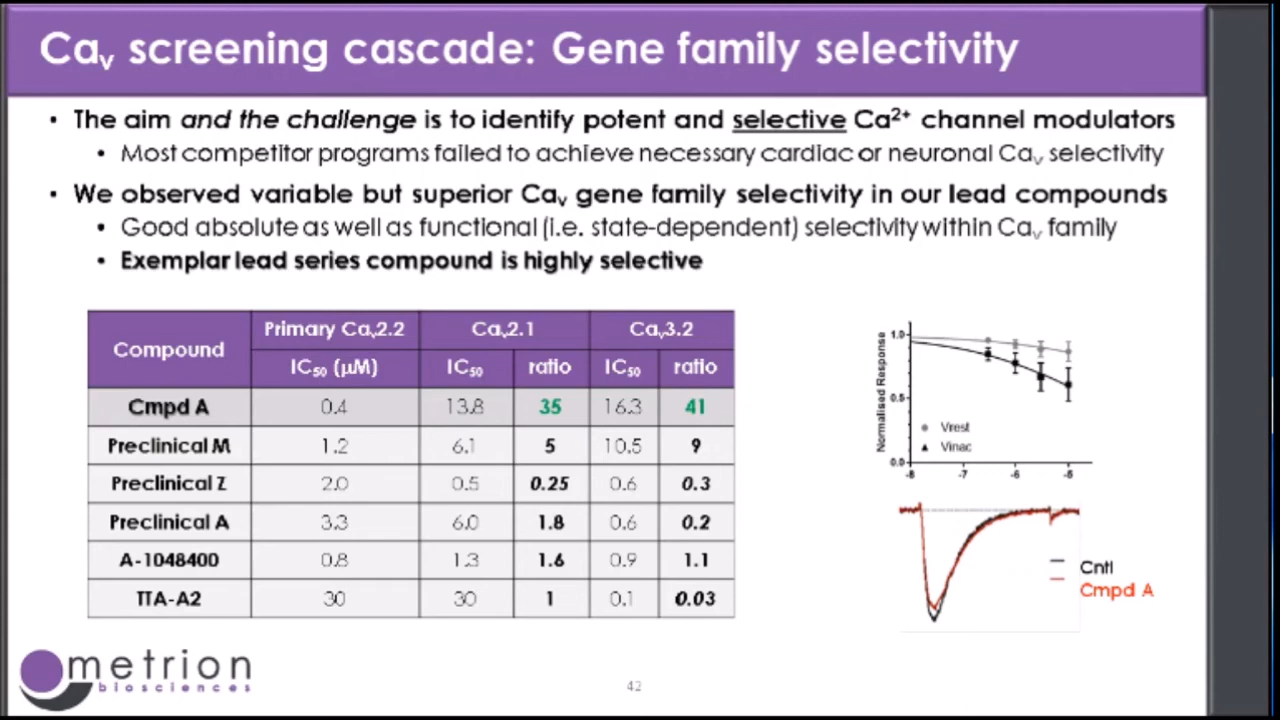 Cav screening cascade: Gene family selectivity
• The aim and the challenge is to identify potent and selective Ca2+ channel modulators
• Most competitor programs failed to achieve necessary cardiac or neuronal Cav selectivity
• We observed variable but superior Cav gene family selectivity in our lead compounds
• Good absolute as well as functional (i.e. state-dependent) selectivity within Cav family
• Exemplar lead series compound is highly selective
Compound Primary Cav2.2 Cav2.1 Cav3.2
IC50 (µM) IC50 ratio IC50 ratio
Cmpd A 0.4 13.8 35 16.3 41
Preclinical M 1.2 6.1 5 10.5 9
Preclinical Z 2.0 0.5 0.25 0.6 0.3
Preclinical A 3.3 6.0 1.8 0.6 0.2
A-1048400 0.8 1.3 1.6 0.9 1.1
TTA-A2 30 30 1 0.1 0.03
Normalised Response
1.0
0.5
0.0
Vrest
Vinac
-8 -7 -6 -5
Cntl
Cmpd A
metrion
biosciences
42